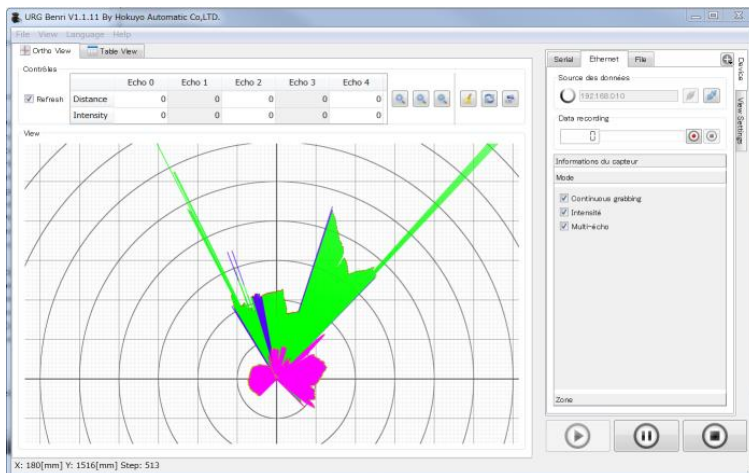 URG Benri V1.1.11 By Hokuyo Automatic Co,LTD.
File View Language Help
Ortho View Table View
Contrôles
Echo 0 Echo 1 Echo 2 Echo 3 Echo 4
Refresh Distance 0 0 0 0 0
Intensity 0 0 0 0 0
View
Serial Ethernet File
Source des données
192.168.0.10
Data recording
0
Informations du capteur
Mode
Continuous grabbing
Intensité
Multi-écho
Zone
Device
View Settings
X: 180[mm] Y: 1516[mm] Step: 513